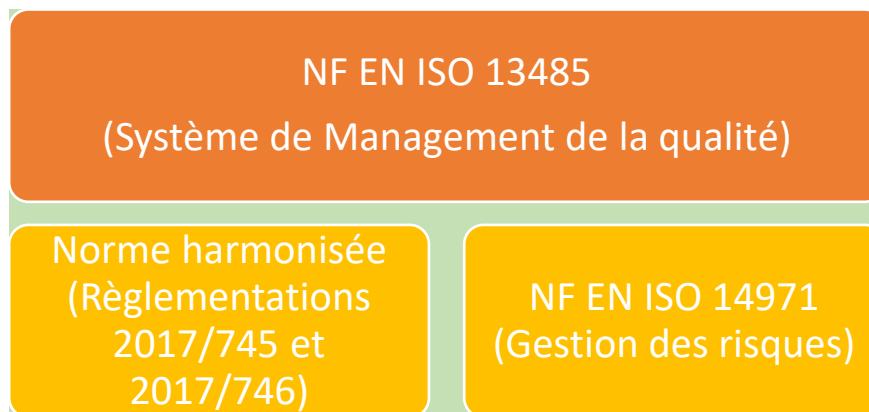 NF EN ISO 13485
(Système de Management de la qualité)
Norme harmonisée
(Règlementations
2017/745 et
2017/746)
NF EN ISO 14971
(Gestion des risques)